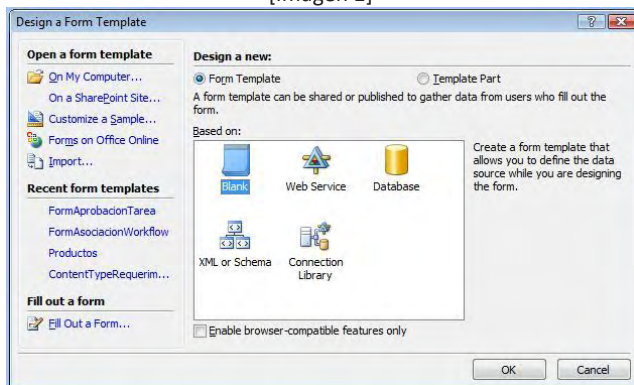 Design a Form Template
Open a form template
On My Computer...
On a SharePoint Site...
Customize a Sample...
Forms on Office Online
Import...
Recent form templates
FormAprobacionTarea
FormAsociacionWorkflow
Productos
ContentTypeRequerim...
Fill out a form
Fill Out a Form...
Design a new:
Form Template
Template Part
A form template can be shared or published to gather data from users who fill out the
form.
Based on:
Blank
Web Service
Database
XML or Schema
Connection
Library
Create a form template that
allows you to define the data
source while you are designing
the form.
Enable browser-compatible features only
OK
Cancel